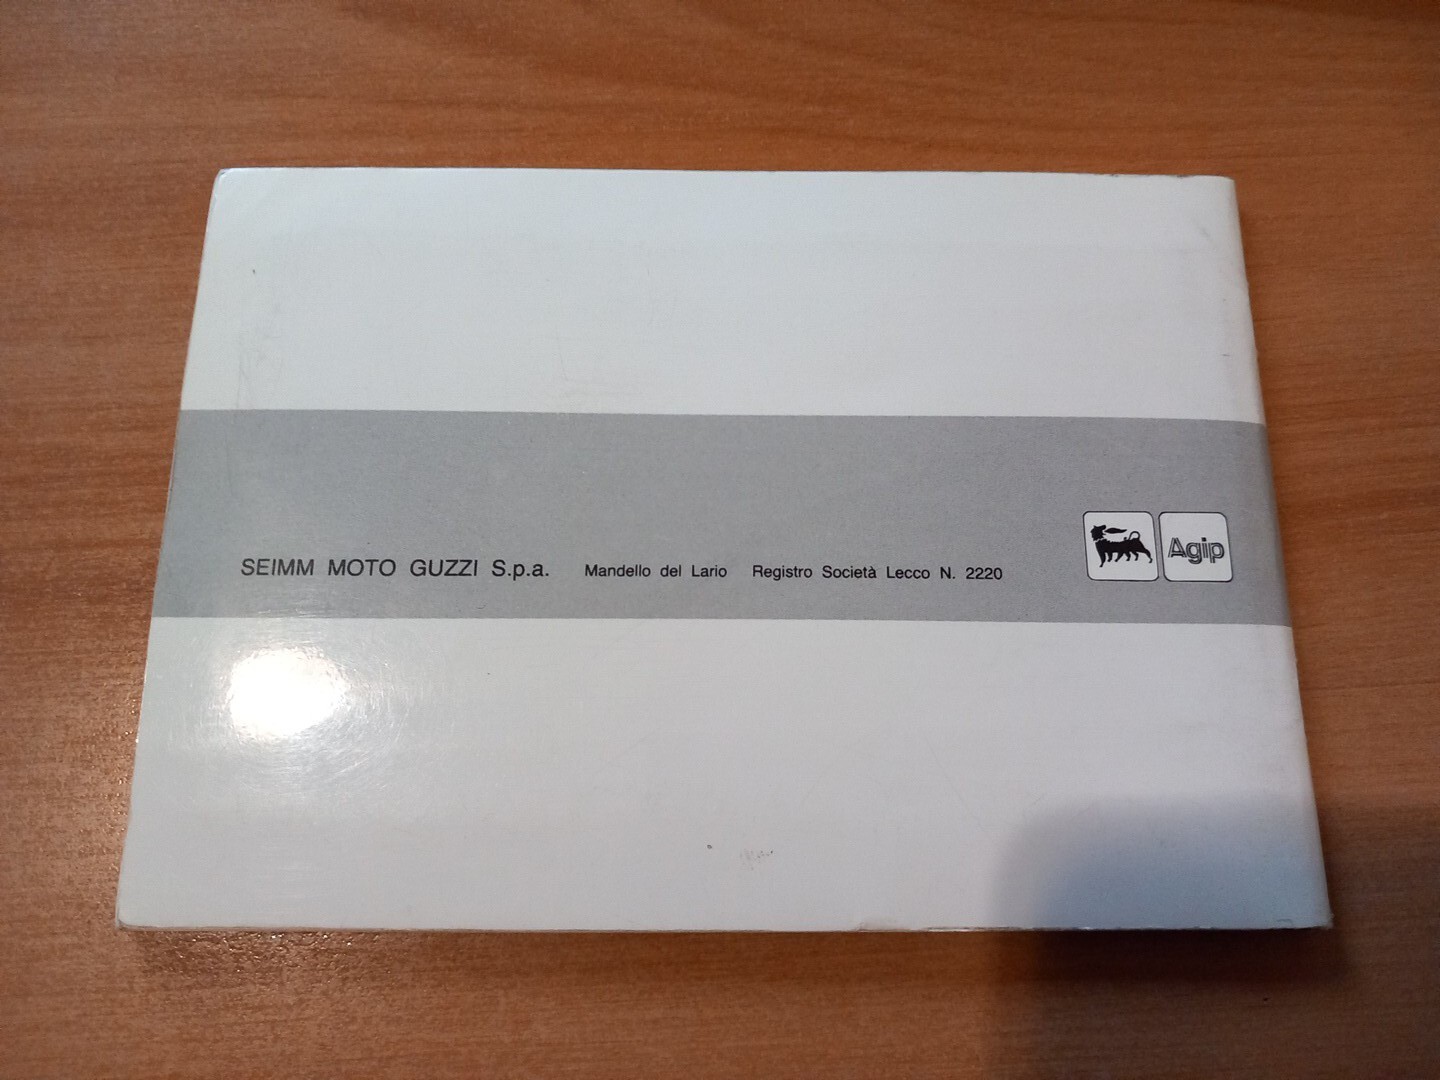 SEIMM MOTO GUZZI S.p.a. Mandello del Lario Registro Società Lecco N. 2220
Agip